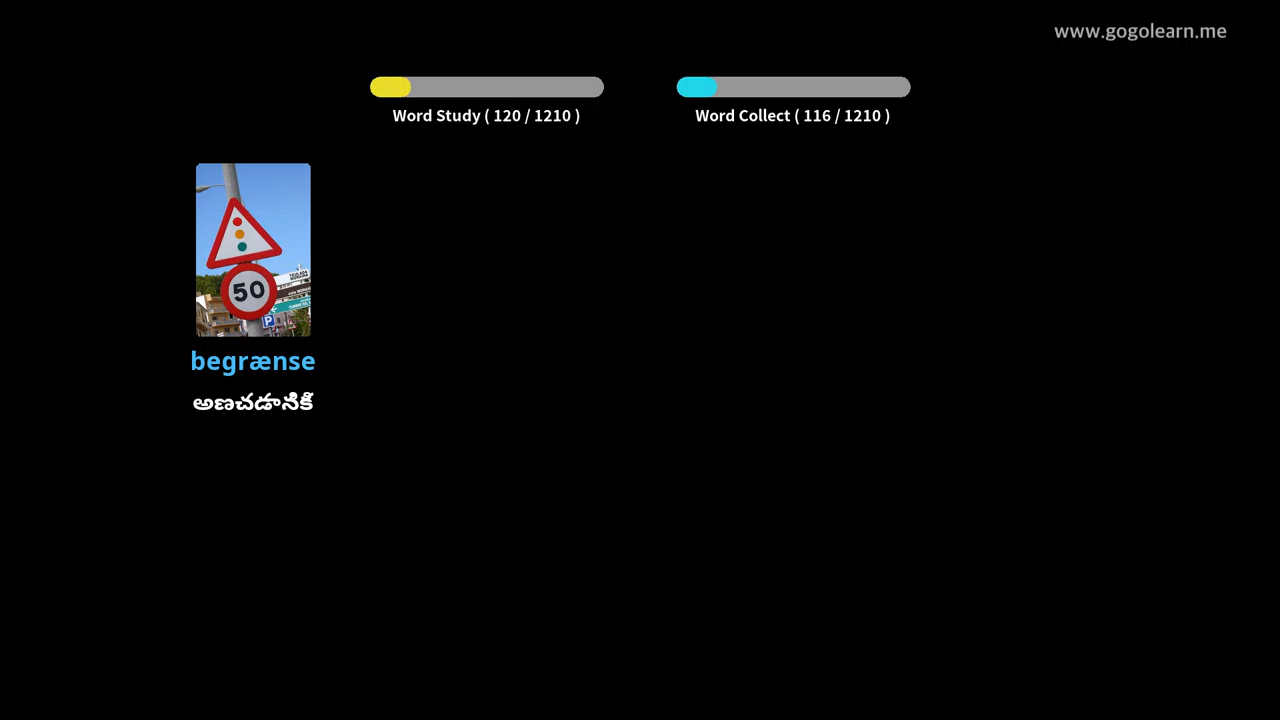 www.gogolearn.me
Word Study ( 120 / 1210 )
Word Collect ( 116 / 1210 )
50
P
begrænse
అణచడానికి